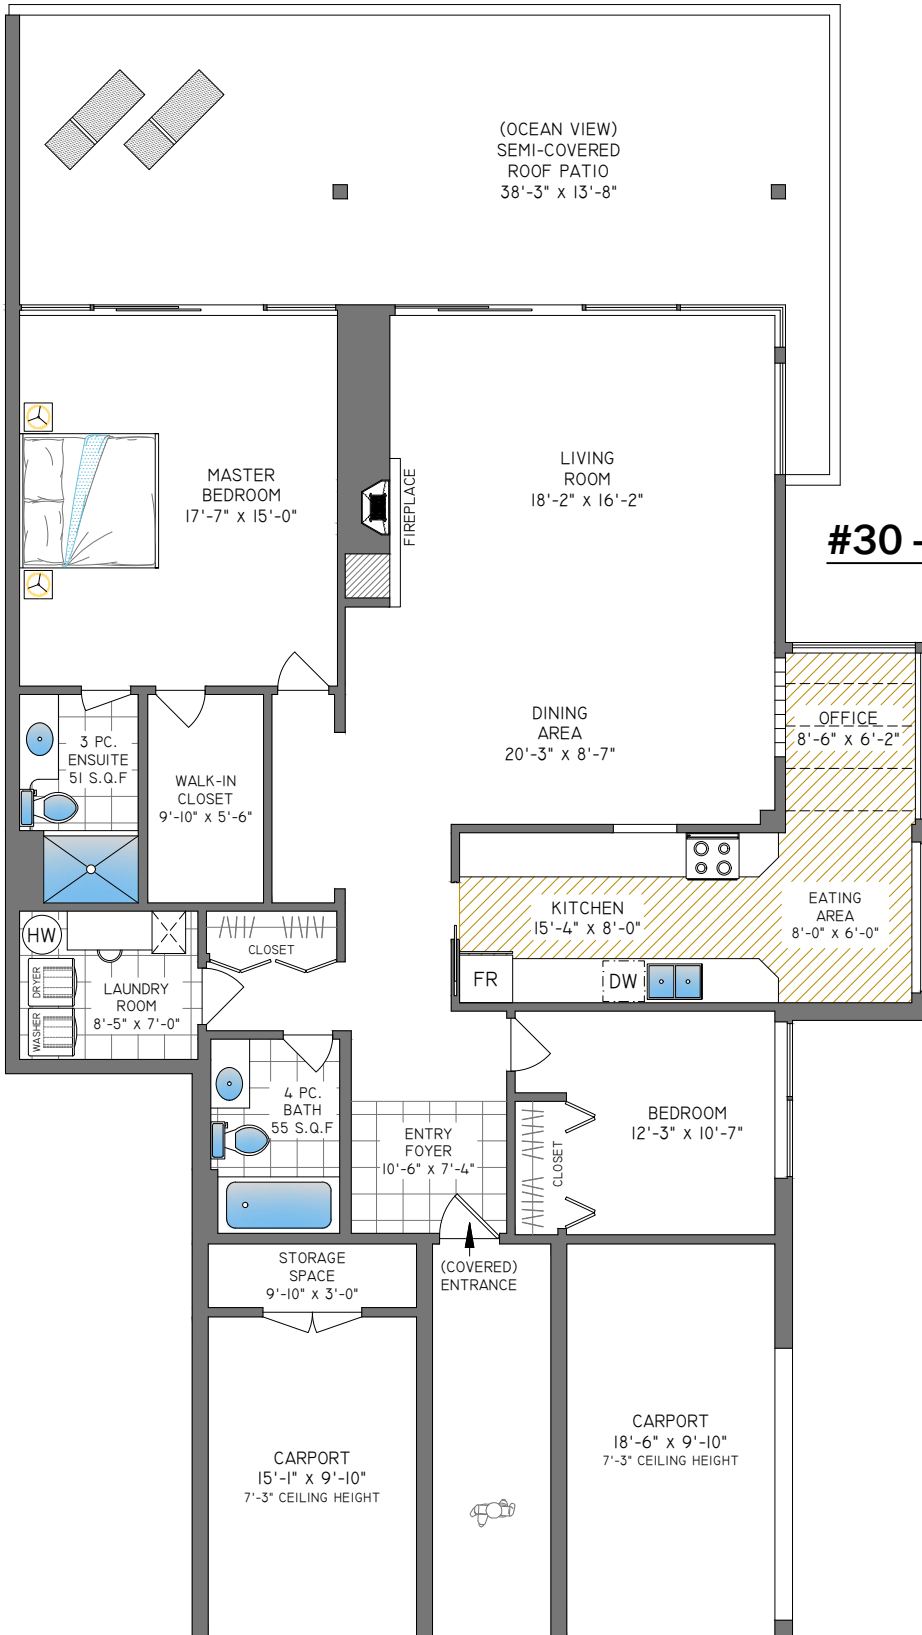 (OCEAN VIEW)
SEMI-COVERED
ROOF PATIO
38'-3" X 13'-8"
MASTER
BEDROOM
17'-7" X 15'-0"
FIREPLACE
LIVING
ROOM
18'-2" X 16'-2"
#30 -
3 PC.
ENSUITE
51 S.Q.F
WALK-IN
CLOSET
9'-10" X 5'-6"
DINING
AREA
20'-3" X 8'-7"
OFFICE
8'-6" X 6'-2"
KITCHEN
15'-4" X 8'-0"
EATING
AREA
8'-0" X 6'-0"
FR
DW
HW
DRYER
WASHER
LAUNDRY
ROOM
8'-5" X 7'-0"
CLOSET
4 PC.
BATH
55 S.Q.F
ENTRY
FOYER
10'-6" X 7'-4"
CLOSET
BEDROOM
12'-3" X 10'-7"
STORAGE
SPACE
9'-10" X 3'-0"
(COVERED)
ENTRANCE
CARPORT
15'-1" X 9'-10"
7'-3" CEILING HEIGHT
CARPORT
18'-6" X 9'-10"
7'-3" CEILING HEIGHT